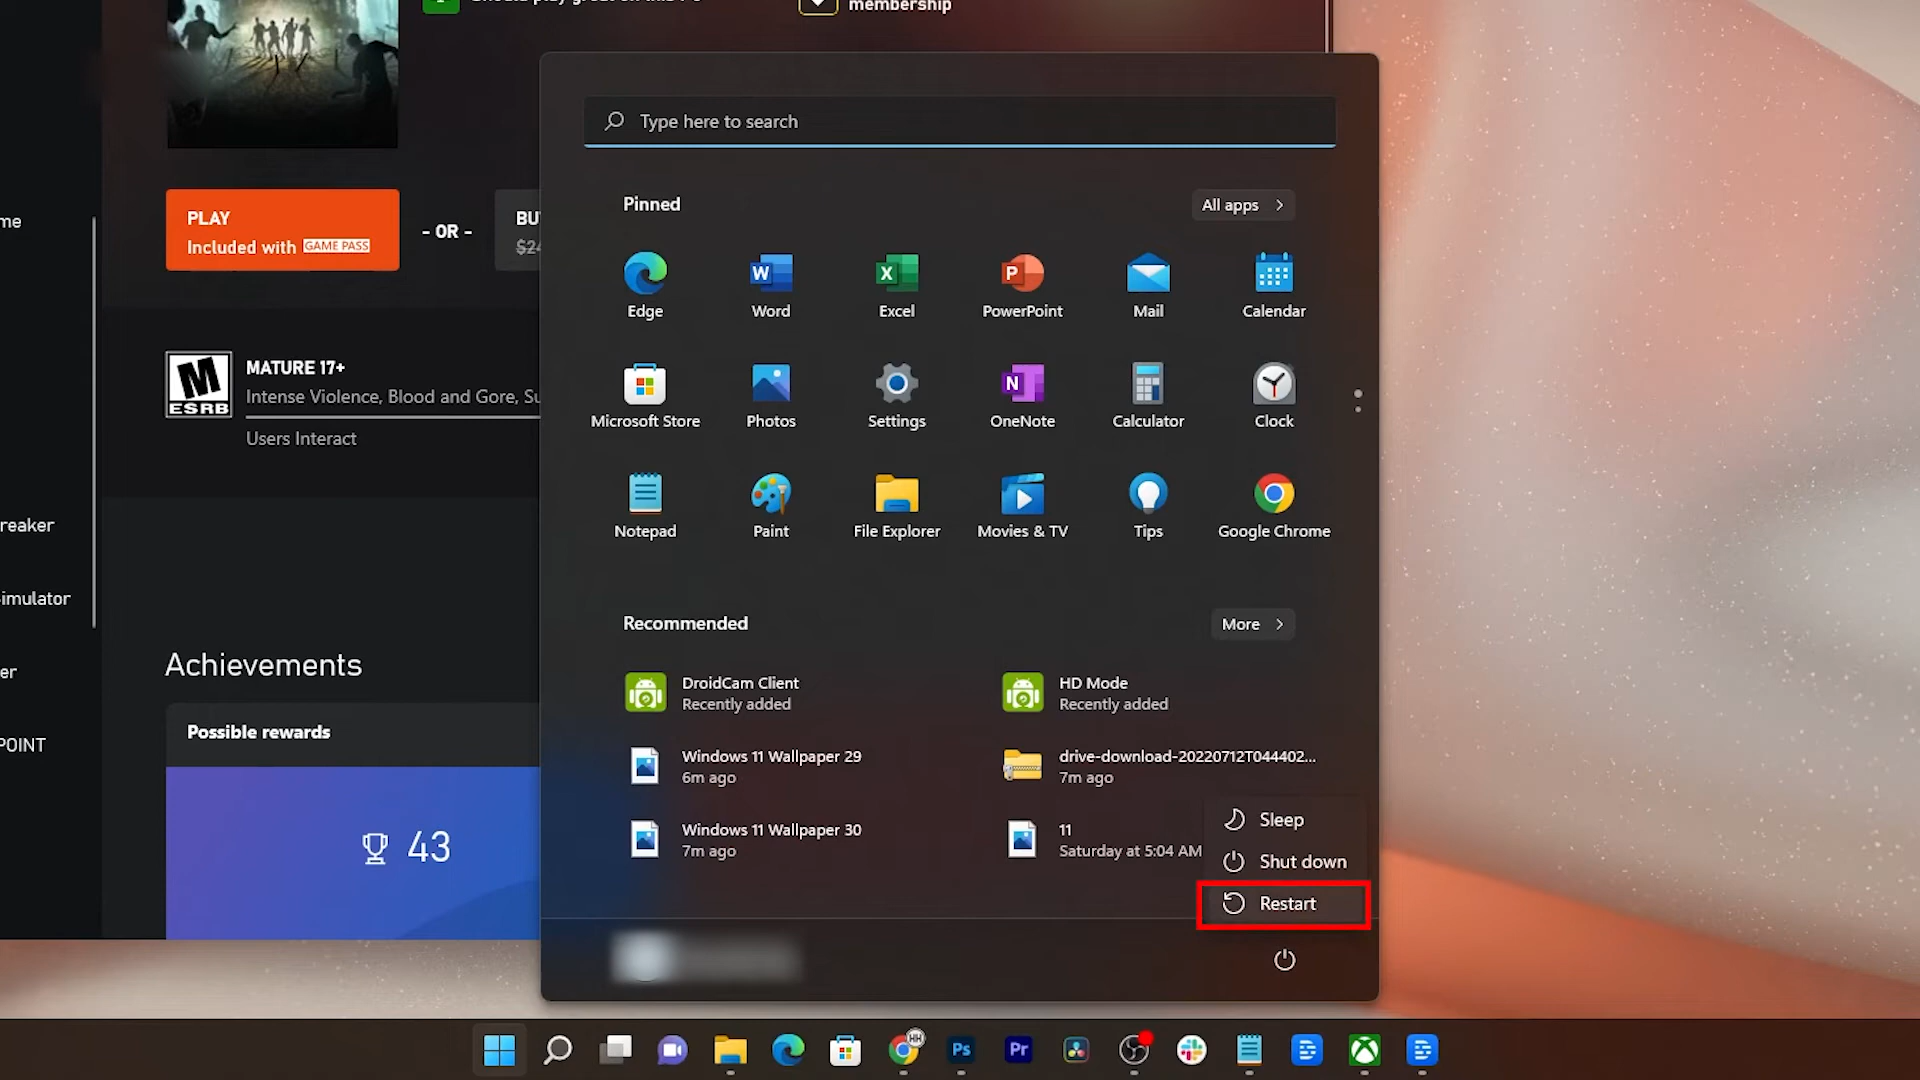 membership
Type here to search
Pinned
All apps
PLAY
Included with GAME PASS
- OR -
me
Edge
Word
Excel
PowerPoint
Mail
Calendar
M
ESRB
MATURE 17+
Intense Violence, Blood and Gore,
Users Interact
Microsoft Store
Photos
Settings
OneNote
Calculator
Clock
Notepad
Paint
File Explorer
Movies & TV
Tips
Google Chrome
reaker
imulator
er
POINT
Recommended
More
Achievements
Possible rewards
43
DroidCam Client
Recently added
HD Mode
Recently added
Windows 11 Wallpaper 29
6m ago
drive-download-20220712T044402...
7m ago
Windows 11 Wallpaper 30
7m ago
11
Saturday at 5:04 AM
Sleep
Shut down
Restart
Ps
Pr